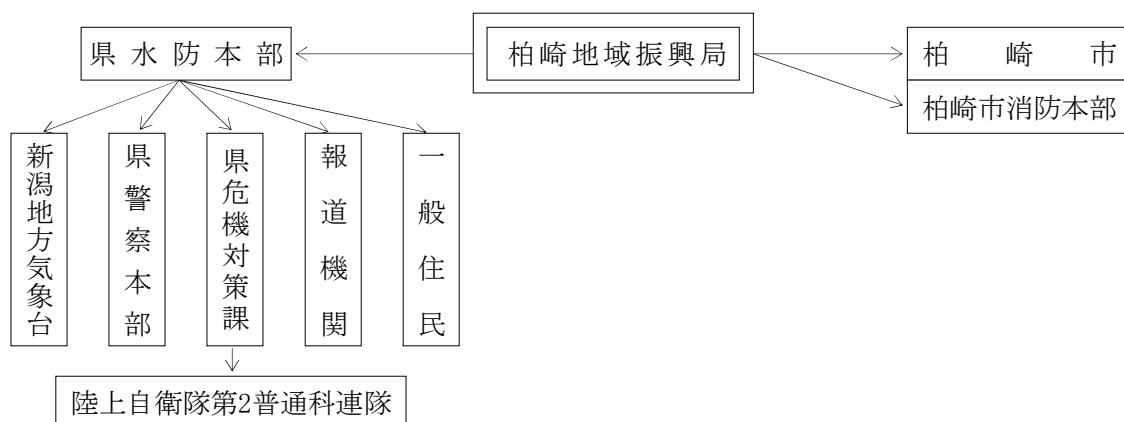 県水防本部
柏崎地域振興局
柏崎市
柏崎市消防本部
新潟地方気象台
県警察本部
県危機対策課
報道機関
一般住民
陸上自衛隊第2普通科連隊